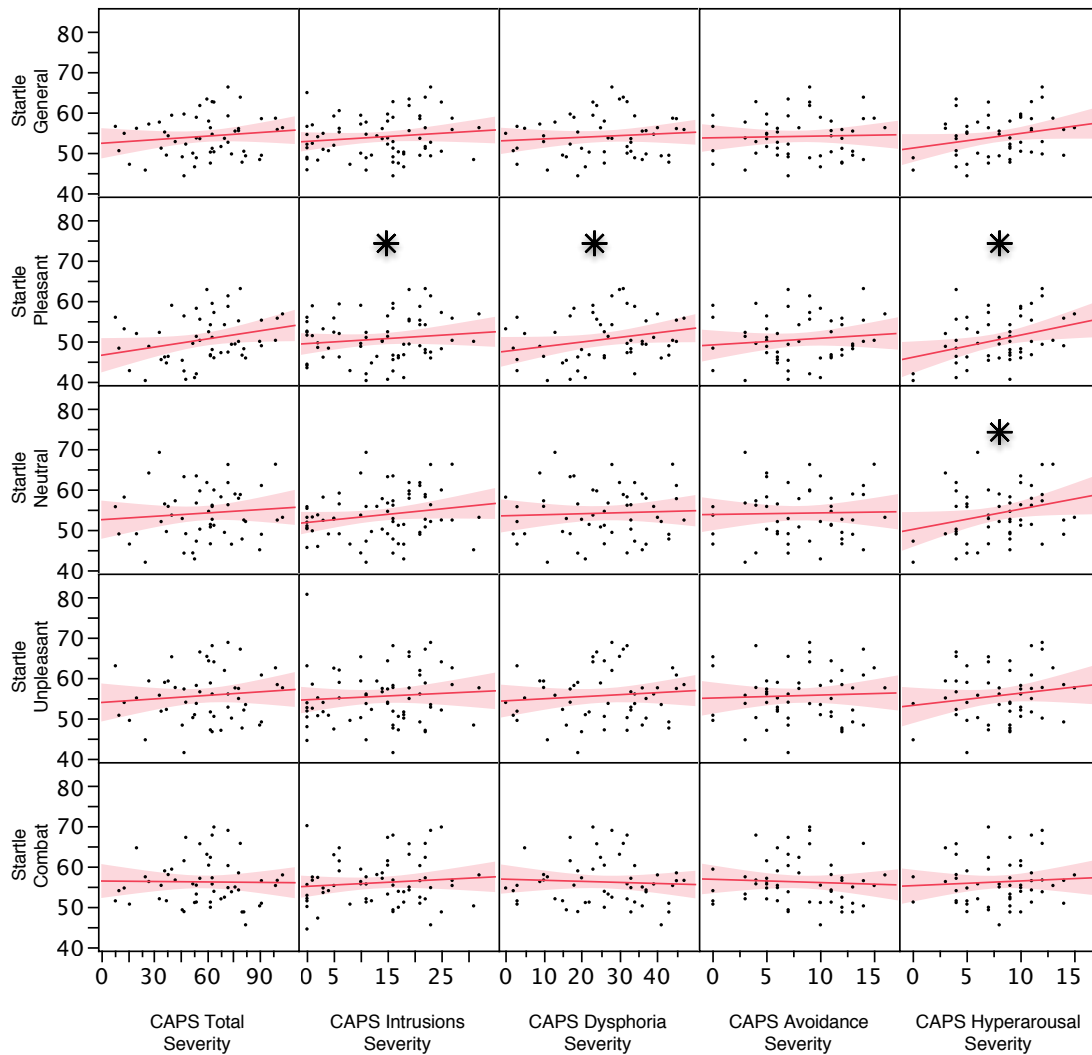 80
70
60
50
40
Startle
General
80
70
60
50
40
Startle
Pleasant
80
70
60
50
40
Startle
Neutral
80
70
60
50
40
Startle
Unpleasant
80
70
60
50
40
Startle
Combat
0 30 60 90
0 5 15 25
0 10 20 30 40
0 5 10 15
0 5 10 15
CAPS Total
Severity
CAPS Intrusions
Severity
CAPS Dysphoria
Severity
CAPS Avoidance
Severity
CAPS Hyperarousal
Severity